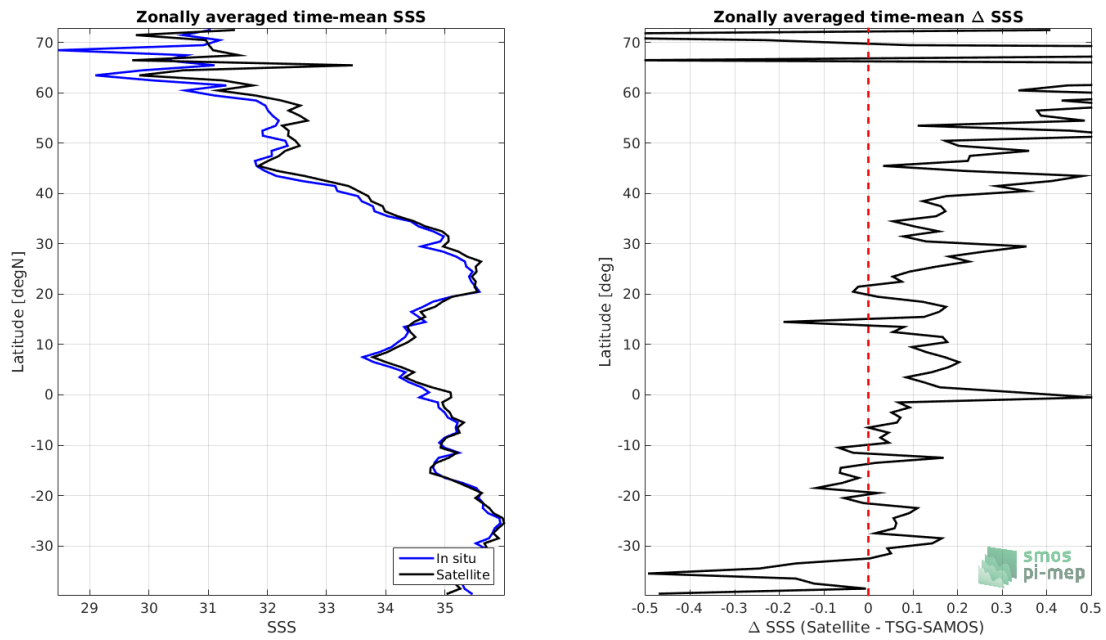 Zonally averaged time-mean SSS
Latitude [degN]
70
60
50
40
30
20
10
0
-10
-20
-30
29 30 31 32 33 34 35
SSS
In situ
Satellite
Zonally averaged time-mean Δ SSS
Latitude [deg]
70
60
50
40
30
20
10
0
-10
-20
-30
-0.5 -0.4 -0.3 -0.2 -0.1 0 0.1 0.2 0.3 0.4 0.5
Δ SSS (Satellite - TSG-SAMOS)
smos
pi-mep